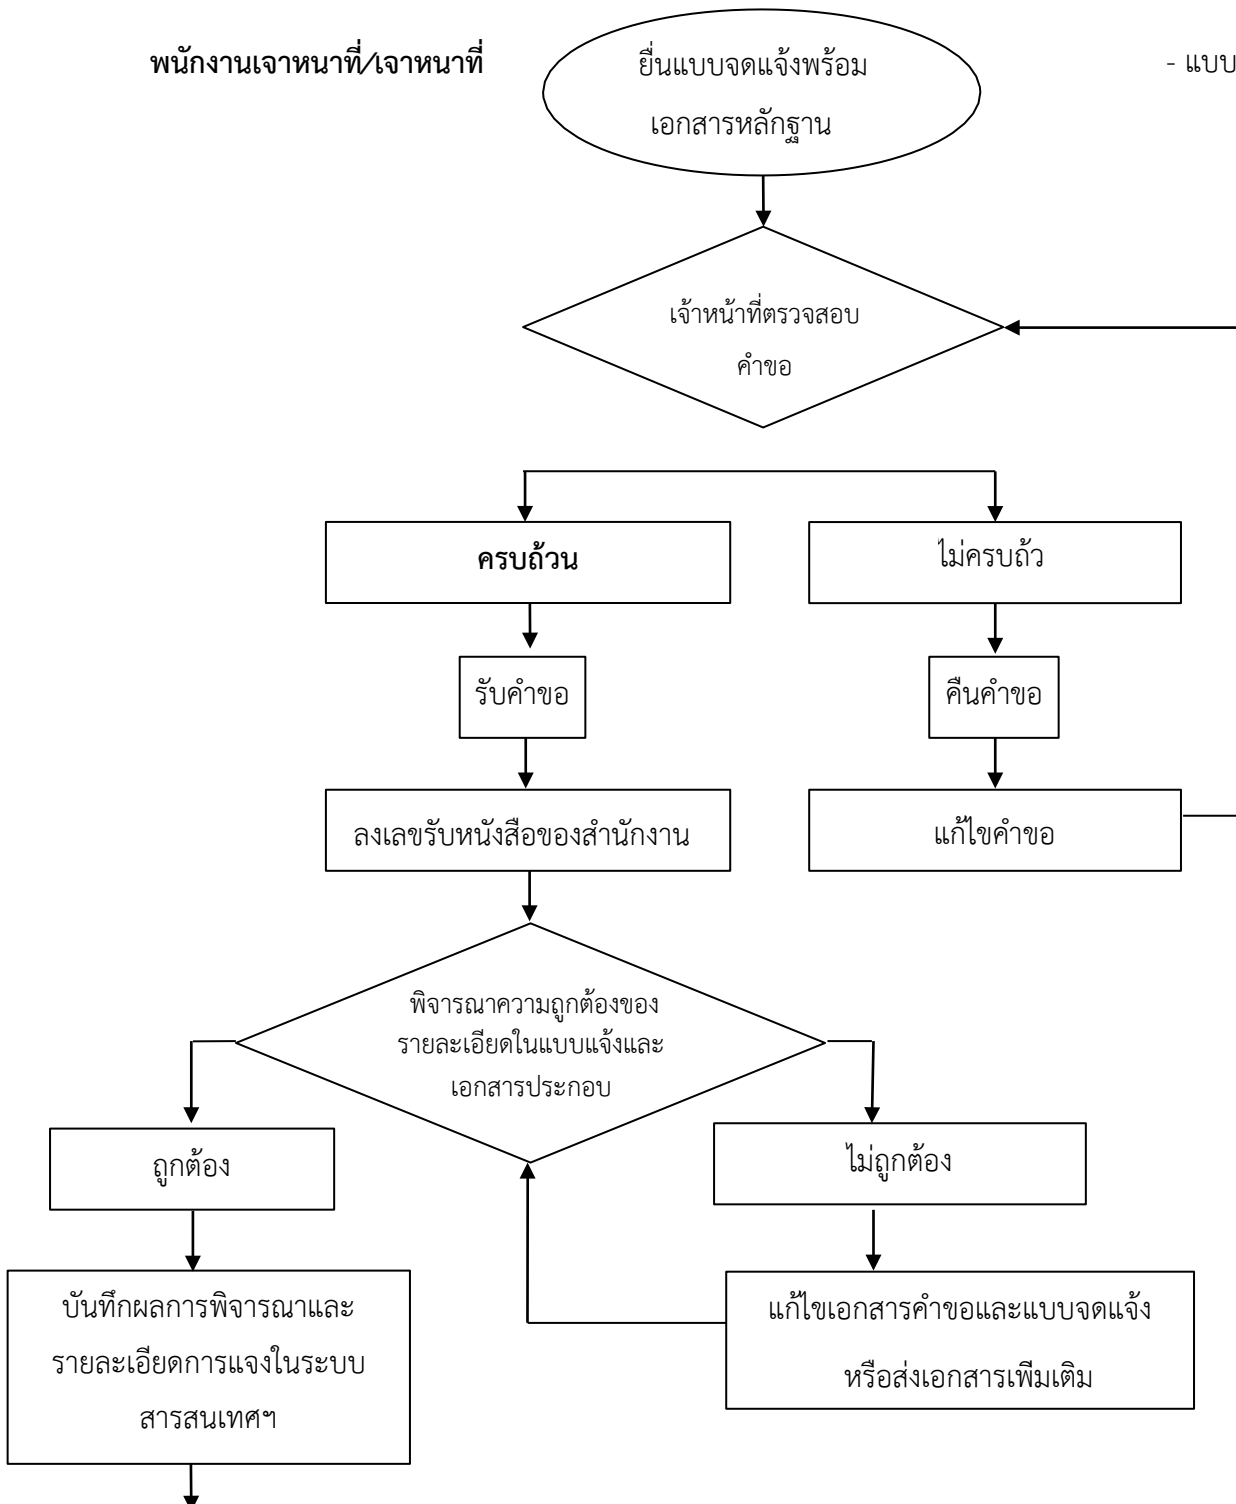 พนักงานเจาหนาที่/เจาหนาที่
ยื่นแบบจดแจ้งพร้อม
เอกสารหลักฐาน
- แบบ
เจ้าหน้าที่ตรวจสอบ
คำขอ
ครบถ้วน
ไม่ครบถ้ว
รับคำขอ
คืนคำขอ
ลงเลขรับหนังสือของสำนักงาน
แก้ไขคำขอ
พิจารณาความถูกต้องของ
รายละเอียดในแบบแจ้งและ
เอกสารประกอบ
ถูกต้อง
ไม่ถูกต้อง
บันทึกผลการพิจารณาและ
รายละเอียดการแจงในระบบ
สารสนเทศฯ
แก้ไขเอกสารคำขอและแบบจดแจ้ง
หรือส่งเอกสารเพิ่มเติม